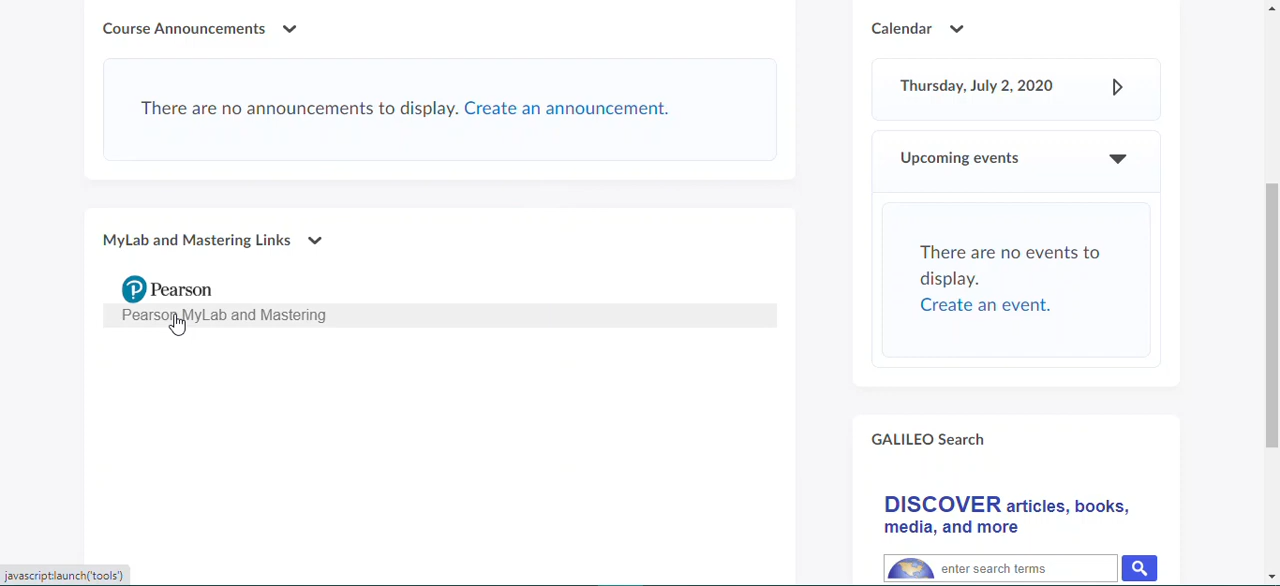 Course Announcements
There are no announcements to display. Create an announcement.
MyLab and Mastering Links
Pearson
Pearson MyLab and Mastering
Calendar
Thursday, July 2, 2020
Upcoming events
There are no events to
display.
Create an event.
GALILEO Search
DISCOVER articles, books,
media, and more
enter search terms
javascript:launch('tools')